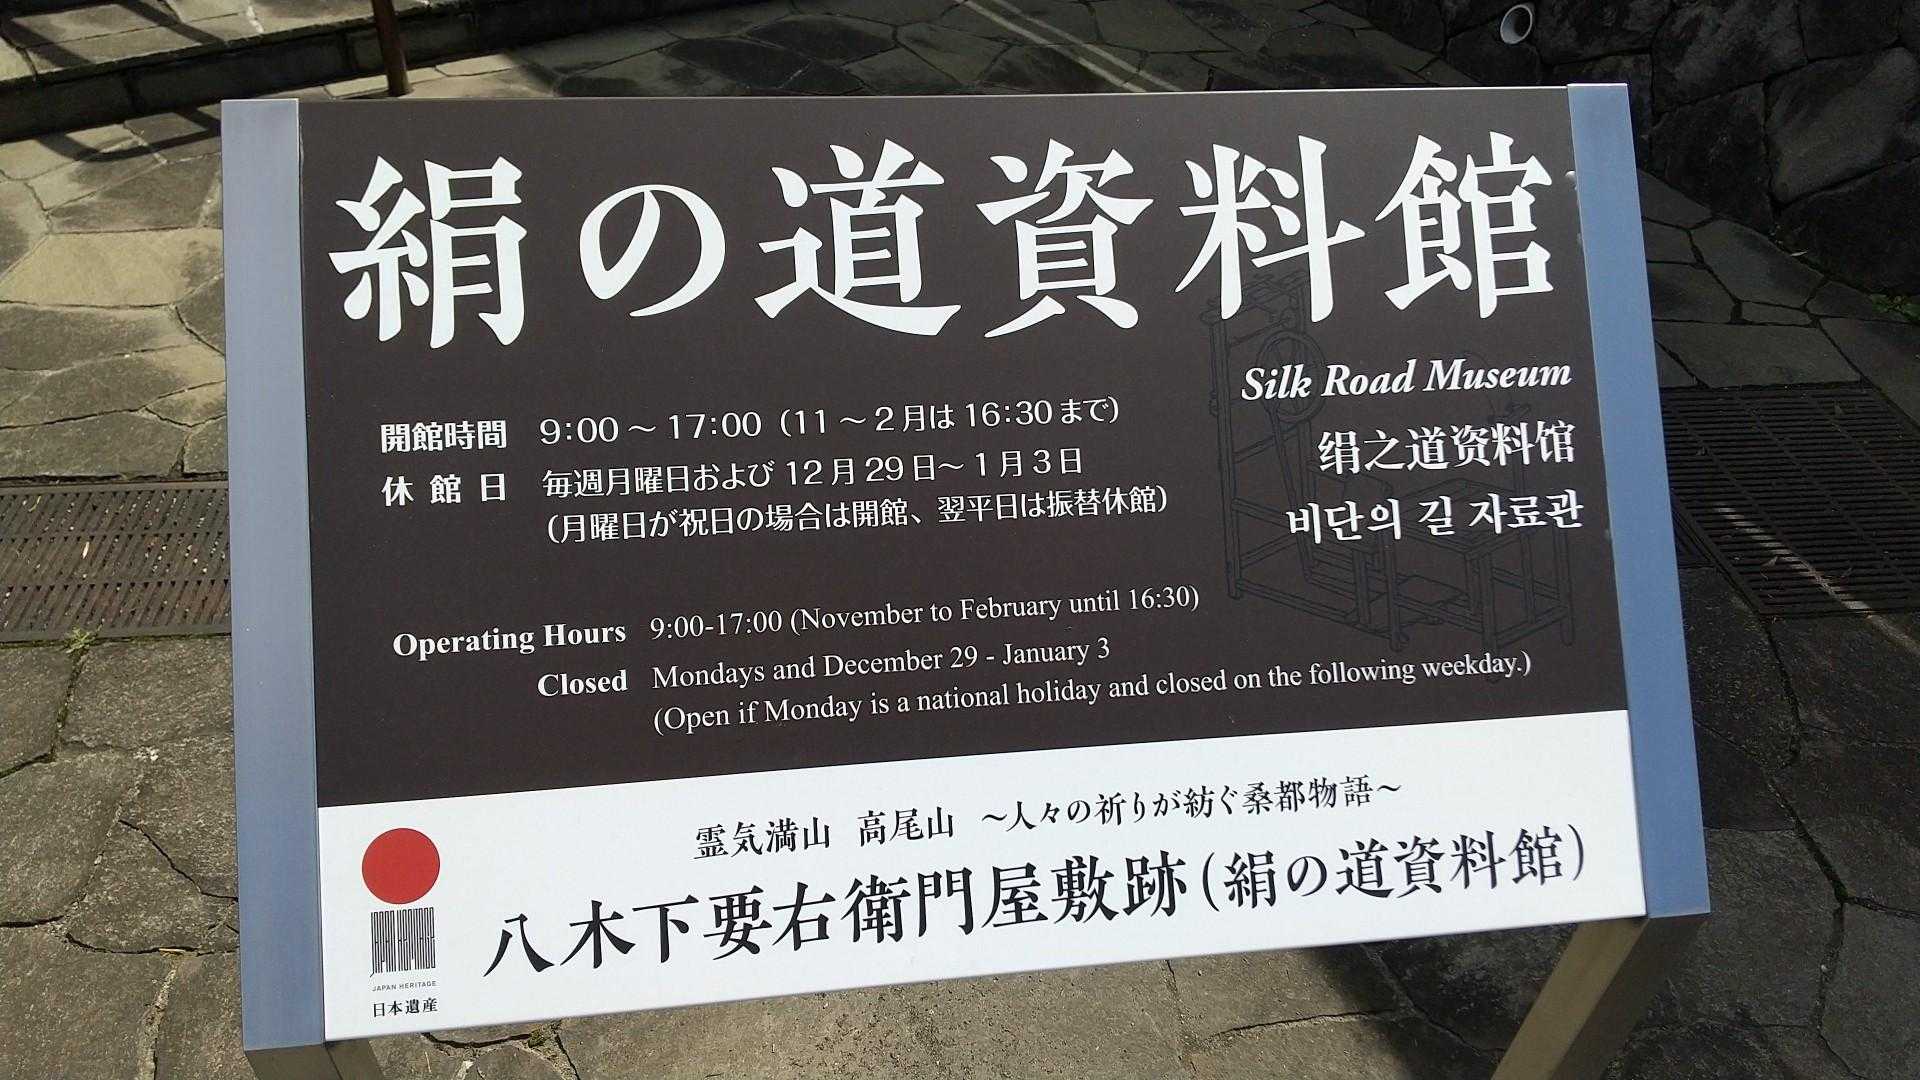 絹の道資料館
Silk Road Museum
绢之道资料馆
비단의 길 자료관
開館時間 9:00 ～ 17:00（11 ～ 2月は 16:30 まで）
休館日 毎週月曜日および 12月 29日～ 1月 3日
（月曜日が祝日の場合は開館、翌平日は振替休館）
Operating Hours 9:00-17:00 (November to February until 16:30)
Closed Mondays and December 29 - January 3
(Open if Monday is a national holiday and closed on the following weekday.)
霊気満山 高尾山 ～人々の祈りが紡ぐ桑都物語～
八木下要右衛門屋敷跡（絹の道資料館）
JAPAN HERITAGE
JAPAN HERITAGE
日本遺産